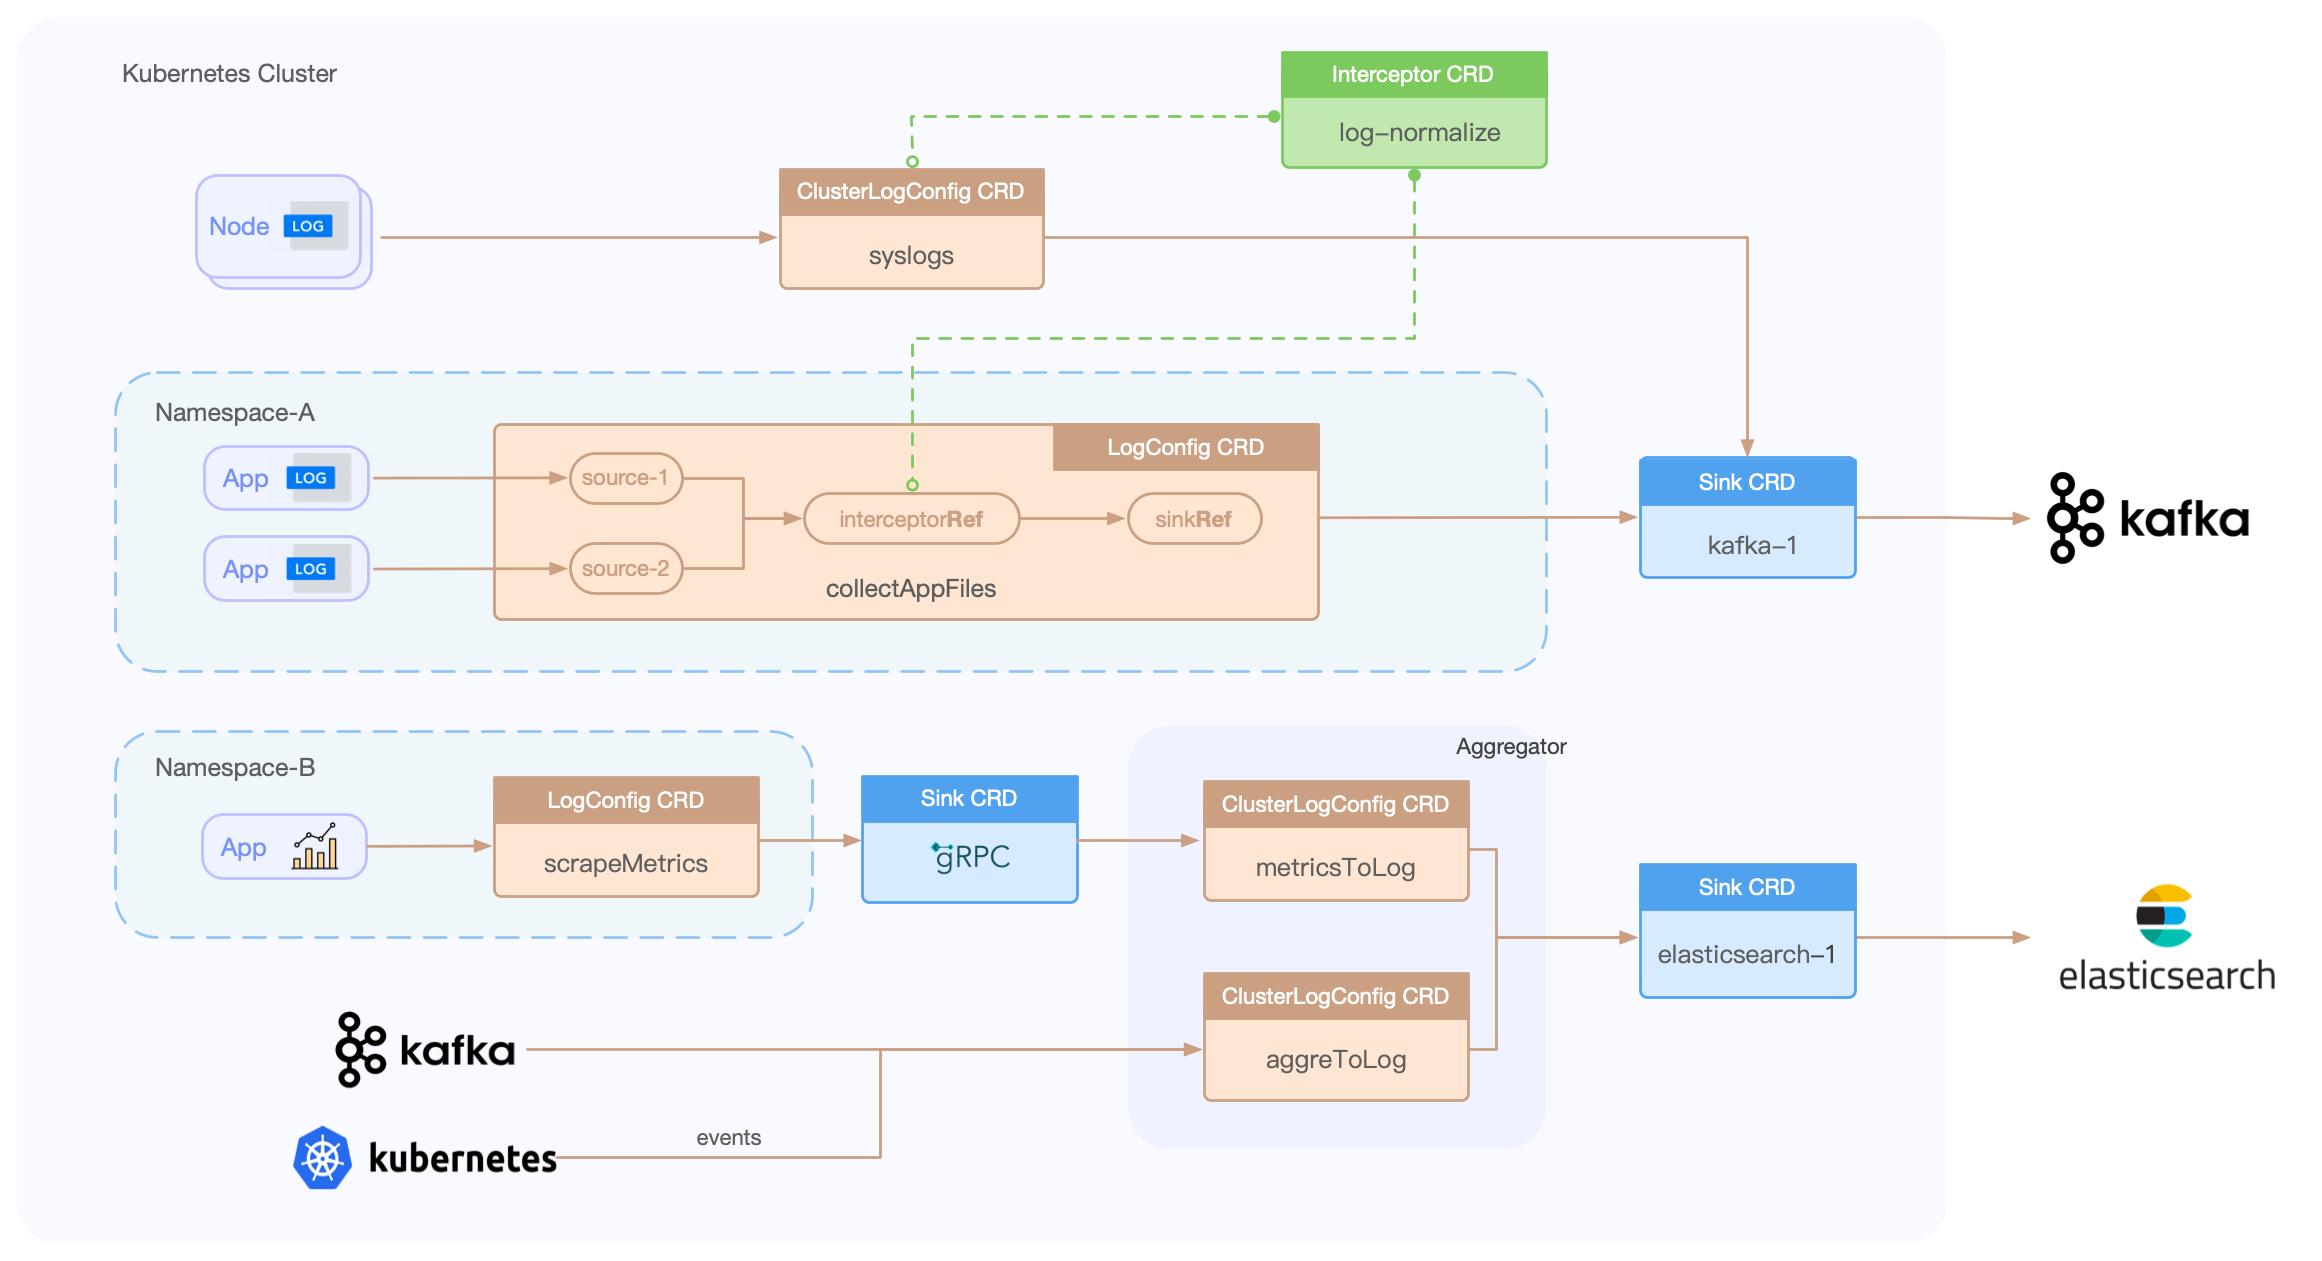 Kubernetes Cluster
Interceptor CRD
log-normalize
ClusterLogConfig CRD
syslogs
Node
LOG
Namespace-A
LogConfig CRD
App
LOG
source-1
interceptorRef
sinkRef
App
LOG
source-2
collectAppFiles
Sink CRD
kafka-1
kafka
Namespace-B
App
LogConfig CRD
scrapeMetrics
Sink CRD
gRPC
Aggregator
ClusterLogConfig CRD
metricsToLog
ClusterLogConfig CRD
aggreToLog
Sink CRD
elasticsearch-1
elasticsearch
kafka
kubernetes
events